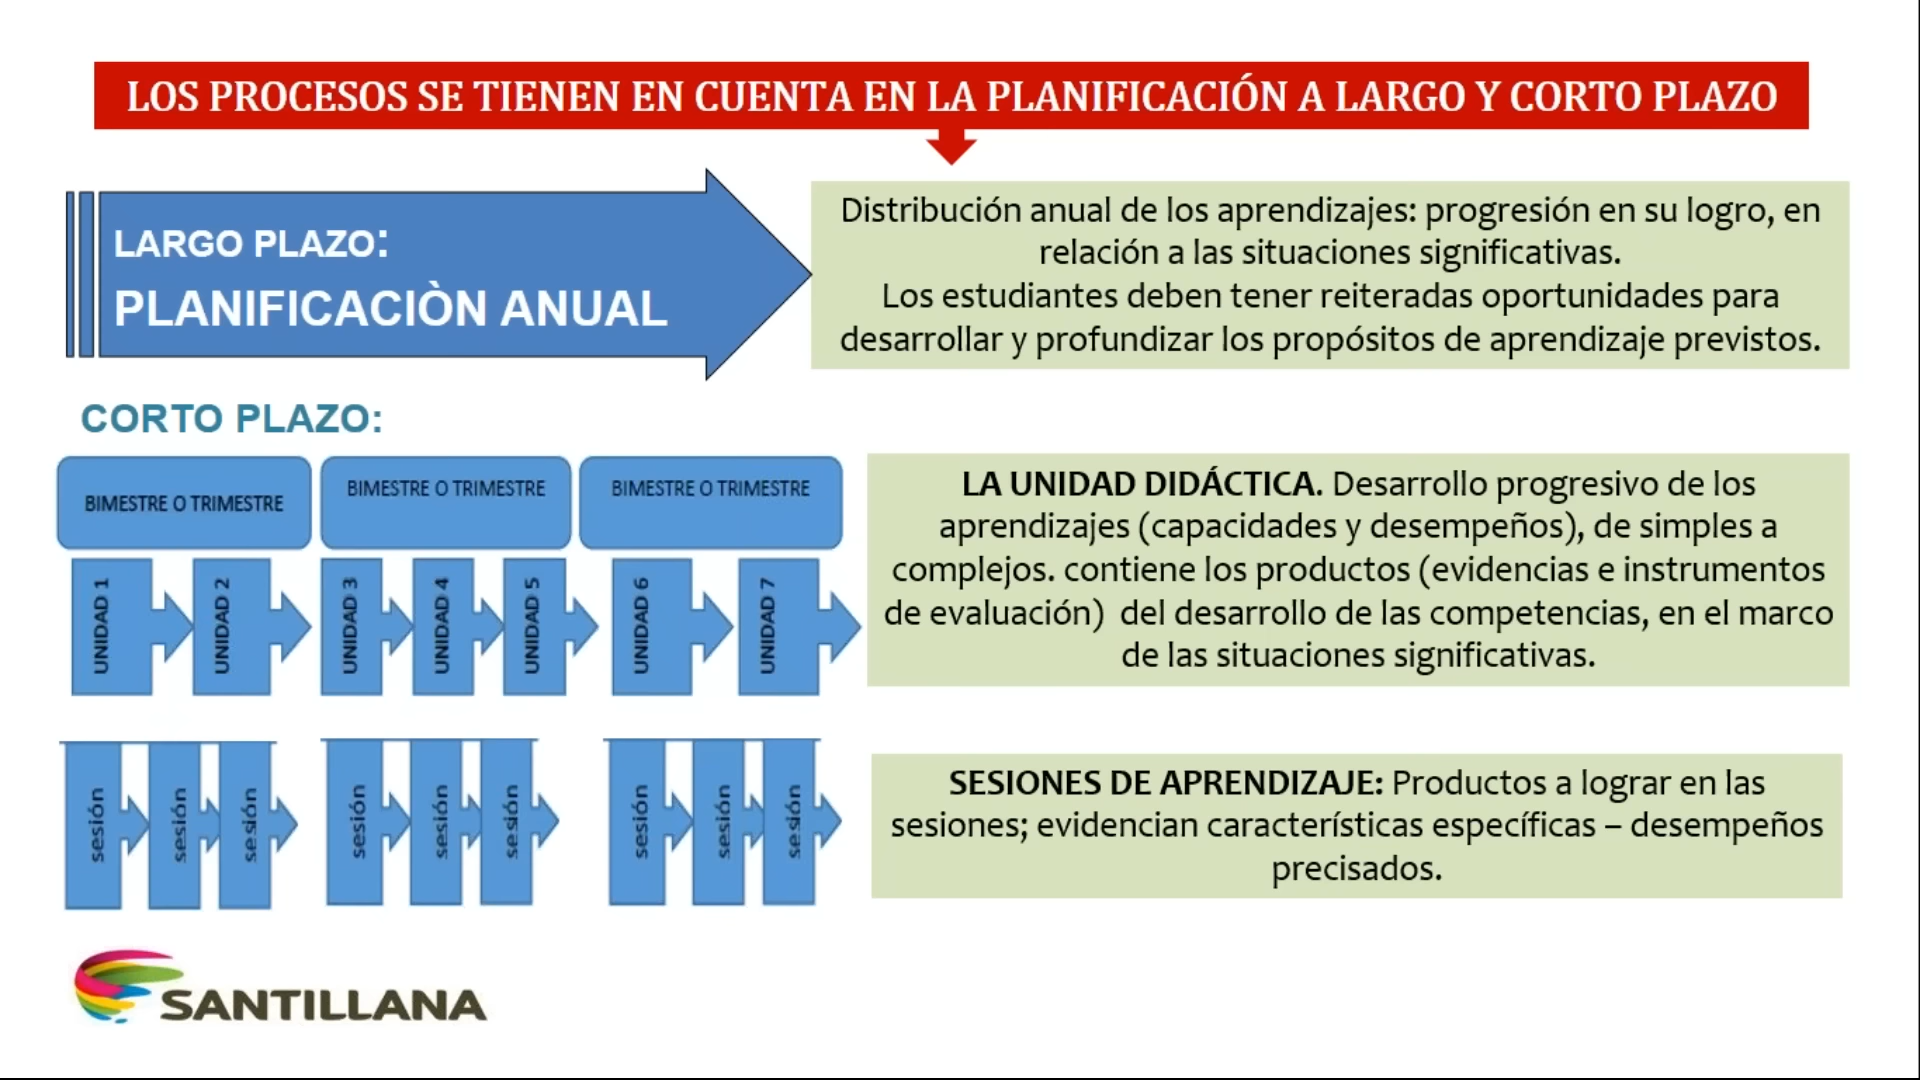 LOS PROCESOS SE TIENEN EN CUENTA EN LA PLANIFICACIÓN A LARGO Y CORTO PLAZO
LARGO PLAZO:
PLANIFICACIÒN ANUAL
Distribución anual de los aprendizajes: progresión en su logro, en
relación a las situaciones significativas.
Los estudiantes deben tener reiteradas oportunidades para
desarrollar y profundizar los propósitos de aprendizaje previstos.
CORTO PLAZO:
BIMESTRE O TRIMESTRE
BIMESTRE O TRIMESTRE
BIMESTRE O TRIMESTRE
UNIDAD 1
UNIDAD 2
UNIDAD 3
UNIDAD 4
UNIDAD 5
UNIDAD 6
UNIDAD 7
LA UNIDAD DIDÁCTICA. Desarrollo progresivo de los
aprendizajes (capacidades y desempeños), de simples a
complejos. contiene los productos (evidencias e instrumentos
de evaluación) del desarrollo de las competencias, en el marco
de las situaciones significativas.
sesión
sesión
sesión
sesión
sesión
sesión
sesión
sesión
sesión
SESIONES DE APRENDIZAJE: Productos a lograr en las
sesiones; evidencian características específicas – desempeños
precisados.
SANTILLANA